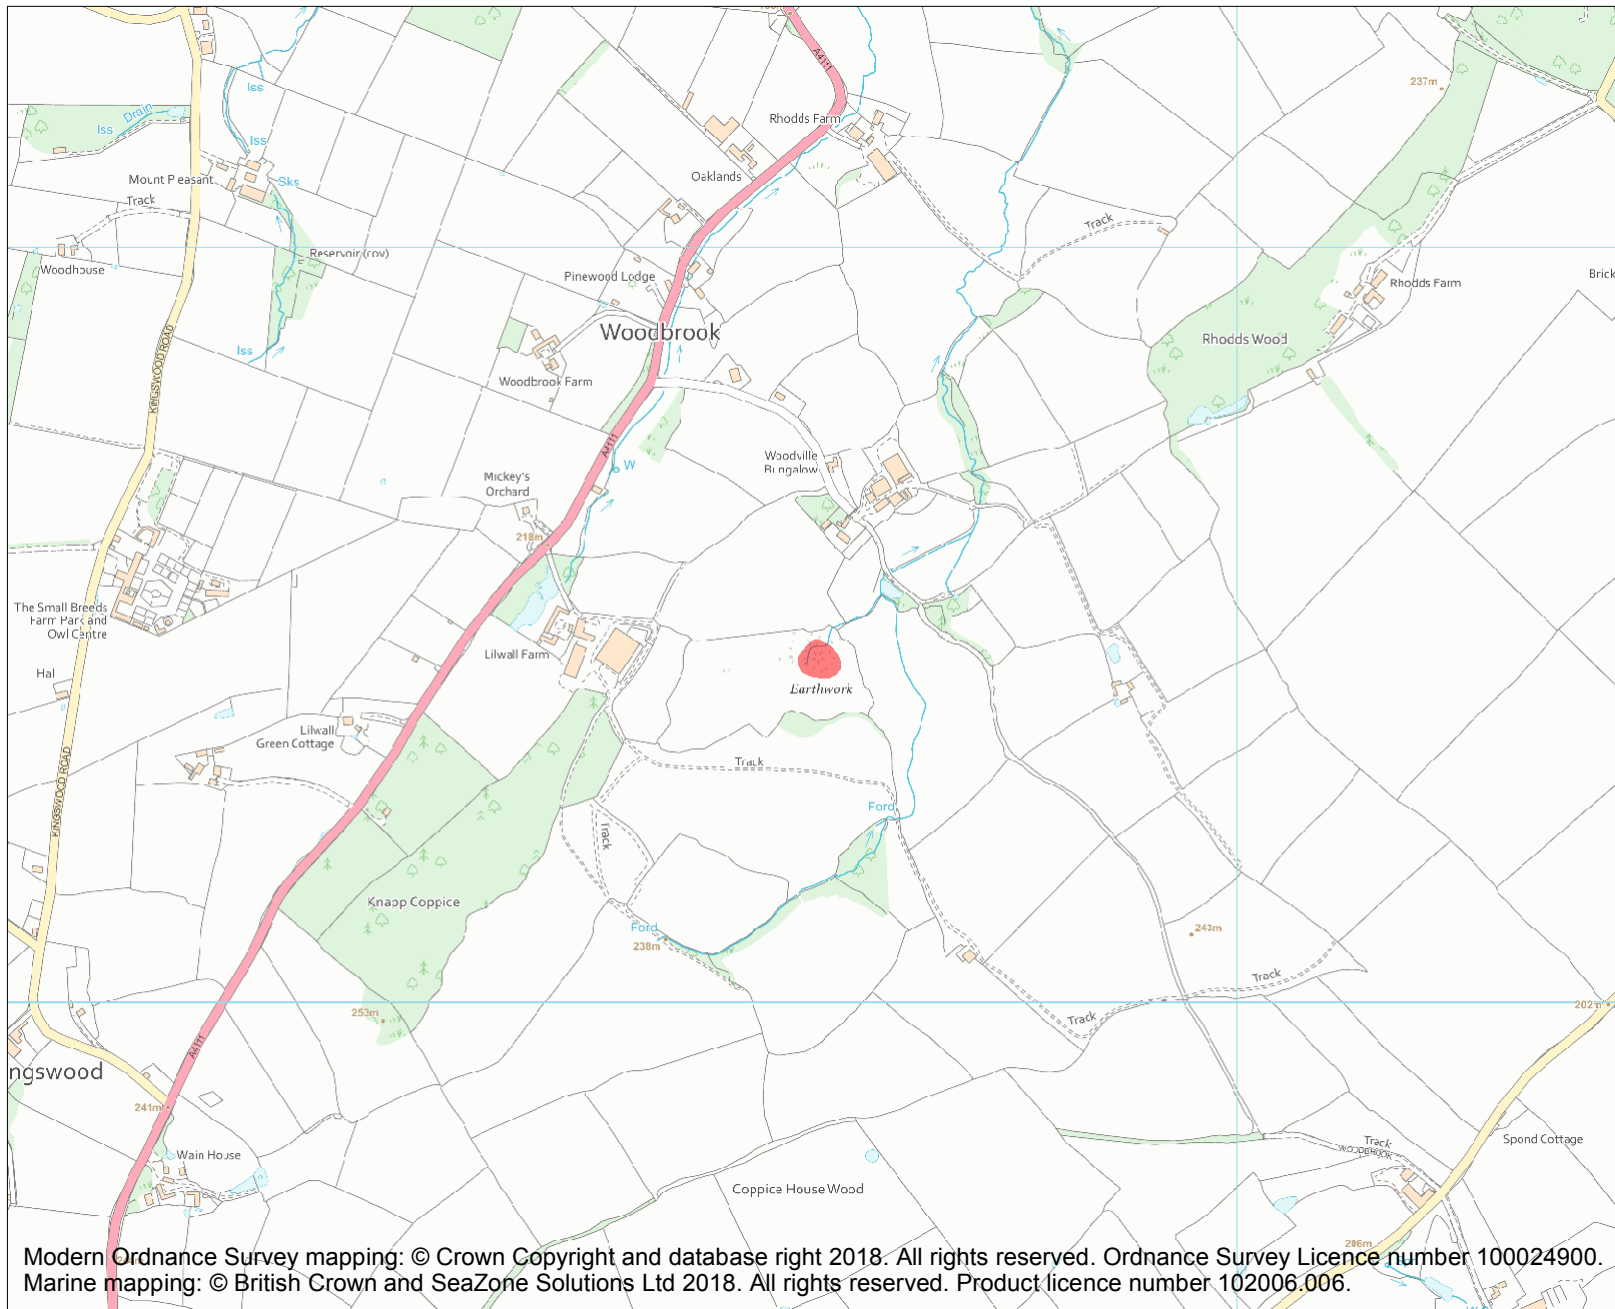 A4111
237m
Iss
Drain
Iss
Iss
Rhodds Farm
Mount Pleasant
Sks
Oaklands
Track
Track
Reservoir (cov)
Woodhouse
Pinewood Lodge
Rhodds Farm
Brick
Woodbrook
Rhodds Wood
Iss
KINGSWOOD ROAD
Woodbrook Farm
A4111
Woodville
Bungalow
W
Mickey's
Orchard
218m
The Small Breeds
Farm Park and
Owl Centre
Lilwall Farm
Hal
Earthwork
Lilwall
Green Cottage
Track
KINGSWOOD ROAD
Ford
Track
Knapp Coppice
Ford
238m
243m
Track
253m
202m
Track
A4111
ngswood
241m
Track
WOODBROOK
Spond Cottage
Wain House
Coppice House Wood
206m
Modern Ordnance Survey mapping: © Crown Copyright and database right 2018. All rights reserved. Ordnance Survey Licence number 100024900.
Marine mapping: © British Crown and SeaZone Solutions Ltd 2018. All rights reserved. Product licence number 102006.006.